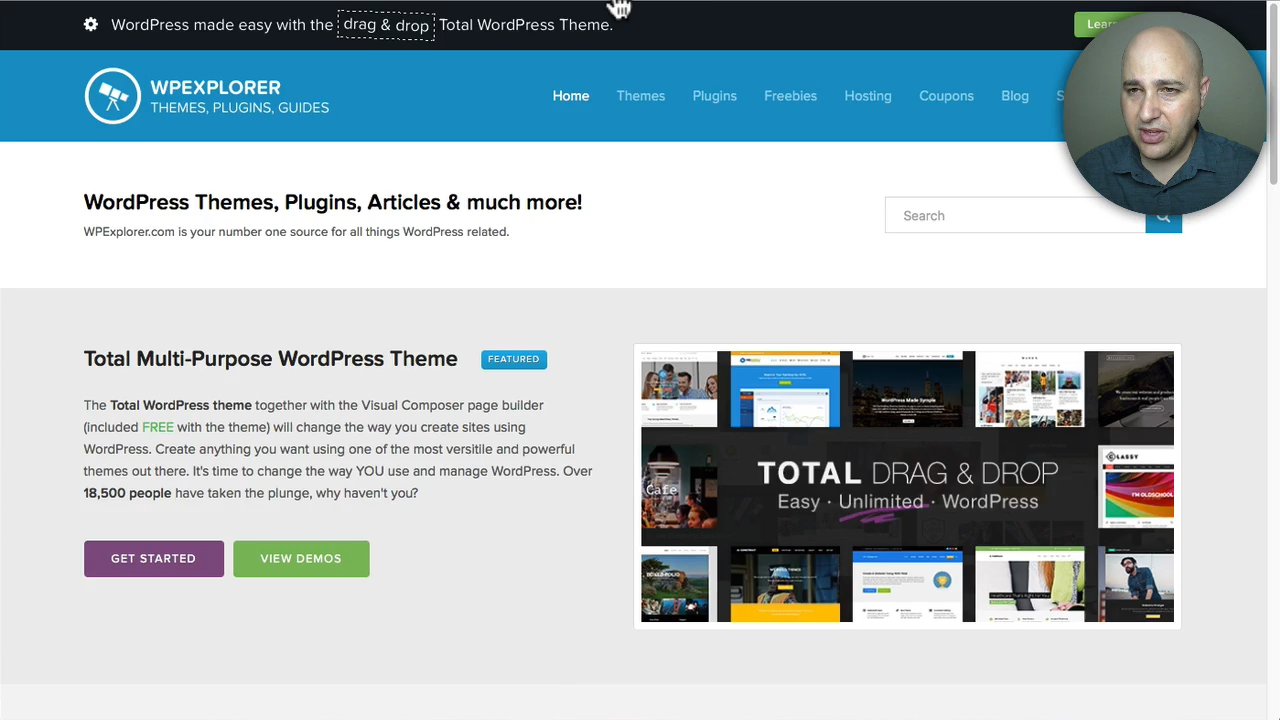 WordPress made easy with the drag & drop Total WordPress Theme.
WPEXPLORER
THEMES, PLUGINS, GUIDES
Home Themes Plugins Freebies Hosting Coupons Blog
WordPress Themes, Plugins, Articles & much more!
WPExplorer.com is your number one source for all things WordPress related.
Search
Total Multi-Purpose WordPress Theme FEATURED
The Total WordPress theme together with the Visual Composer page builder
(included FREE with the theme) will change the way you create sites using
WordPress. Create anything you want using one of the most versitile and powerful
themes out there. It's time to change the way YOU use and manage WordPress. Over
18,500 people have taken the plunge, why haven't you?
GET STARTED VIEW DEMOS
TOTAL DRAG & DROP
Easy · Unlimited · WordPress
WordPress Made Symple
Cafe
CLASSY
I'M OLDSCHOOL